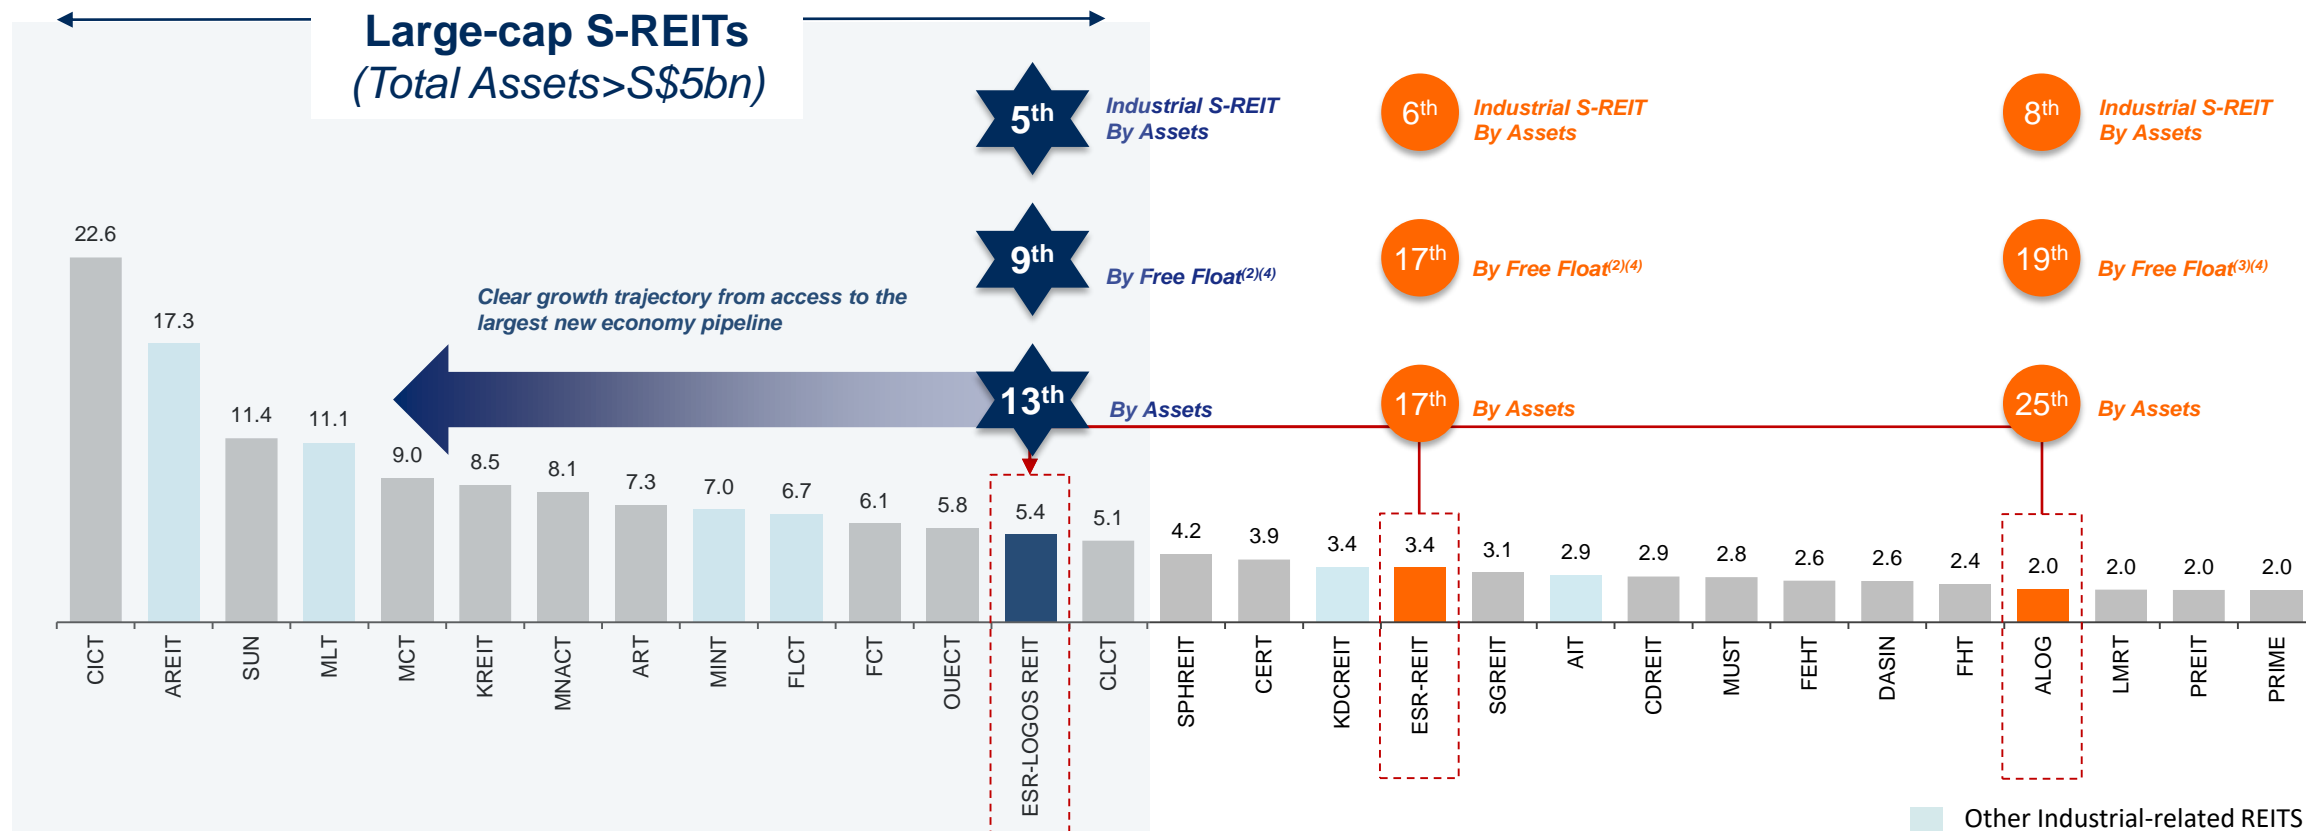 Large-cap S-REITs
(Total Assets>S$5bn)
5th
Industrial S-REIT
By Assets
6th
Industrial S-REIT
By Assets
8th
Industrial S-REIT
By Assets
9th
By Free Float(2)(4)
17th
By Free Float(2)(4)
19th
By Free Float(3)(4)
Clear growth trajectory from access to the
largest new economy pipeline
13th
By Assets
17th
By Assets
25th
By Assets
22.6
17.3
11.4
11.1
9.0
8.5
8.1
7.3
7.0
6.7
6.1
5.8
5.4
5.1
4.2
3.9
3.4
3.4
3.1
2.9
2.9
2.8
2.6
2.6
2.4
2.0
2.0
2.0
2.0
CICT
AREIT
SUN
MLT
MCT
KREIT
MNACT
ART
MINT
FLCT
FCT
OUECT
ESR-LOGOS REIT
CLCT
SPHREIT
CERT
KDCREIT
ESR-REIT
SGREIT
AIT
CDREIT
MUST
FEHT
DASIN
FHT
ALOG
LMRT
PREIT
PRIME
Other Industrial-related REITS